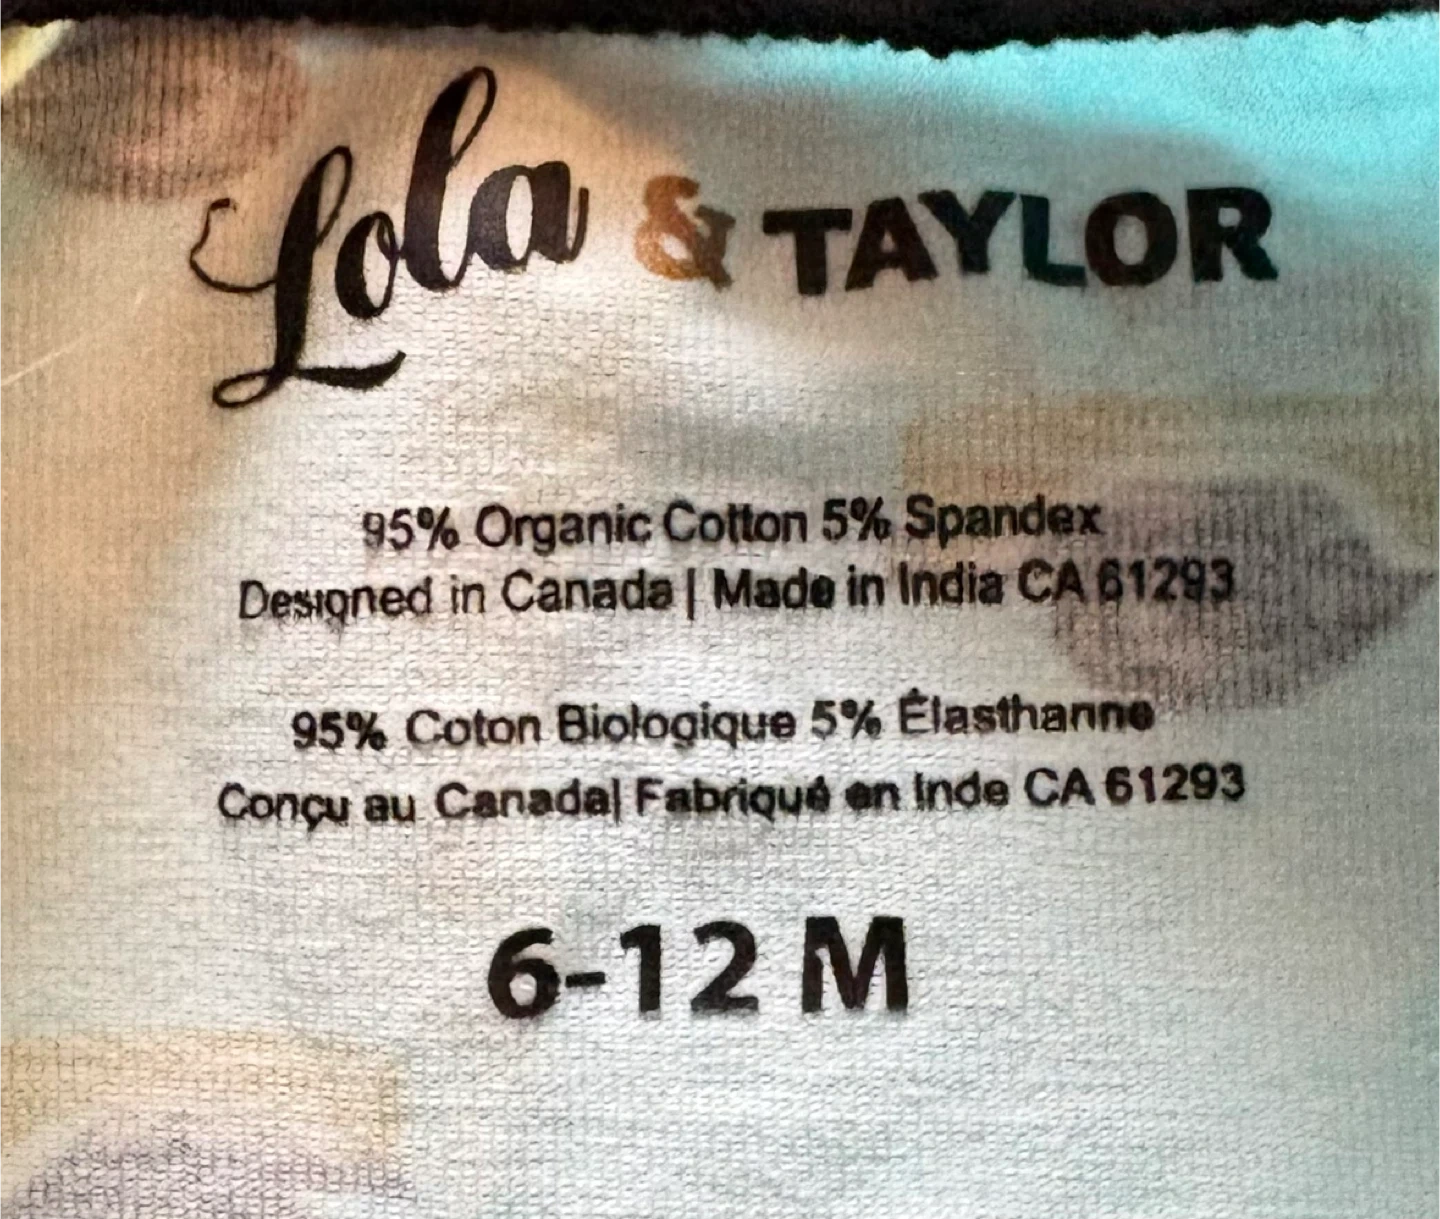 Lola & TAYLOR
95% Organic Cotton 5% Spandex
Designed in Canada | Made in India CA 61293
95% Coton Biologique 5% Élasthanne
Conçu au Canada| Fabriqué en Inde CA 61293
6-12 M